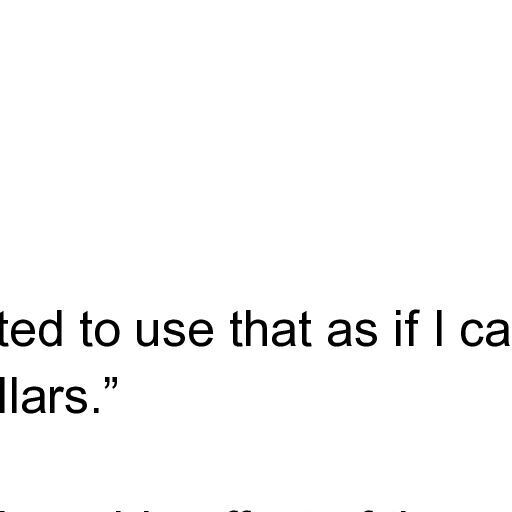 ted to use that as if I ca
llars.”